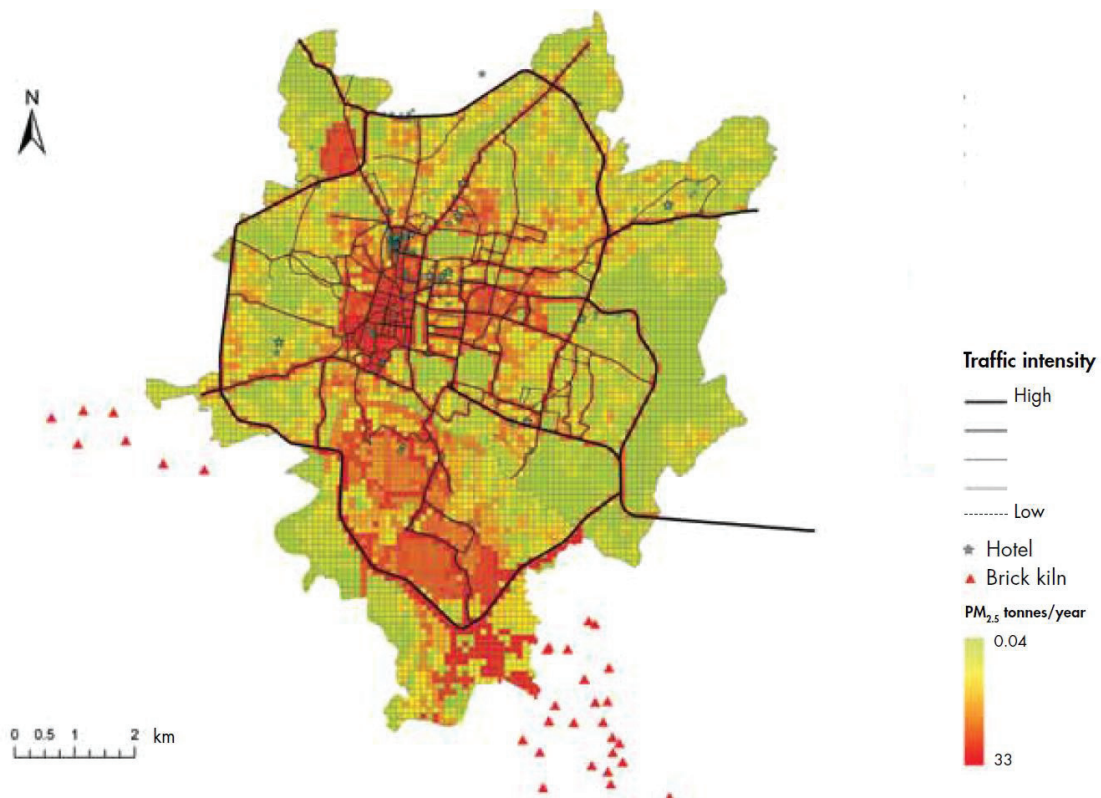 N
0 0.5 1 2 km
Traffic intensity
High
Low
Hotel
Brick kiln
PM2.5 tonnes/year
0.04
33